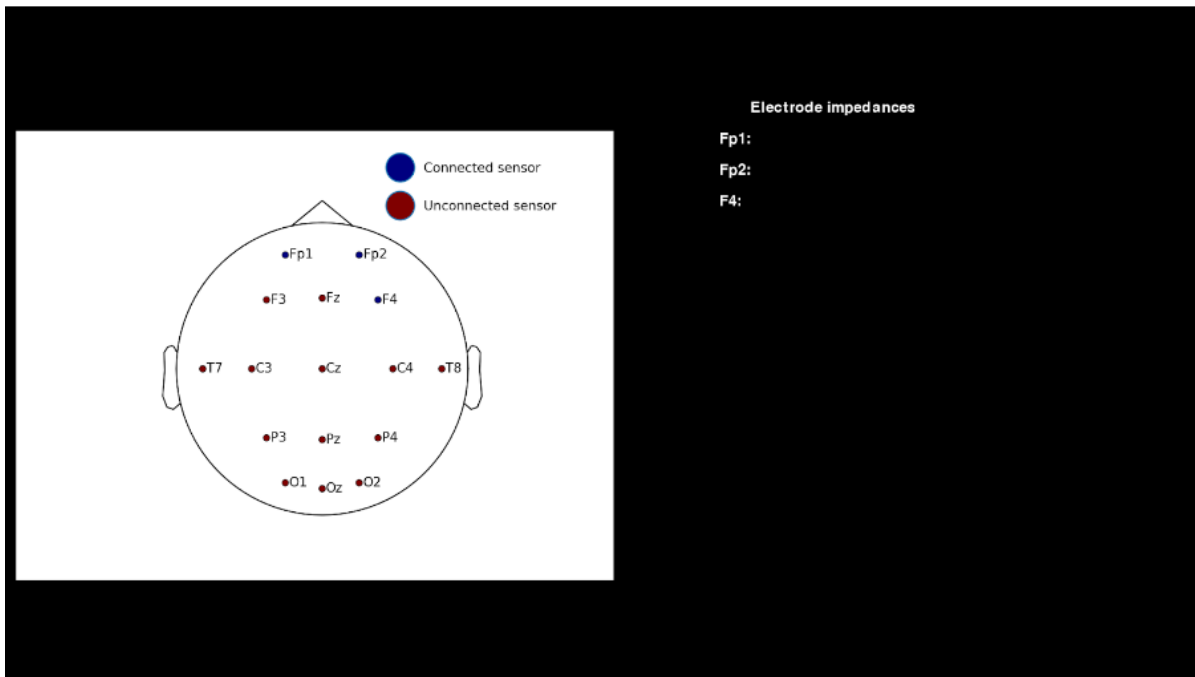 Connected sensor
Unconnected sensor
Fp1 Fp2
F3 Fz F4
T7 C3 Cz C4 T8
P3 Pz P4
O1 Oz O2
Electrode impedances
Fp1:
Fp2:
F4: